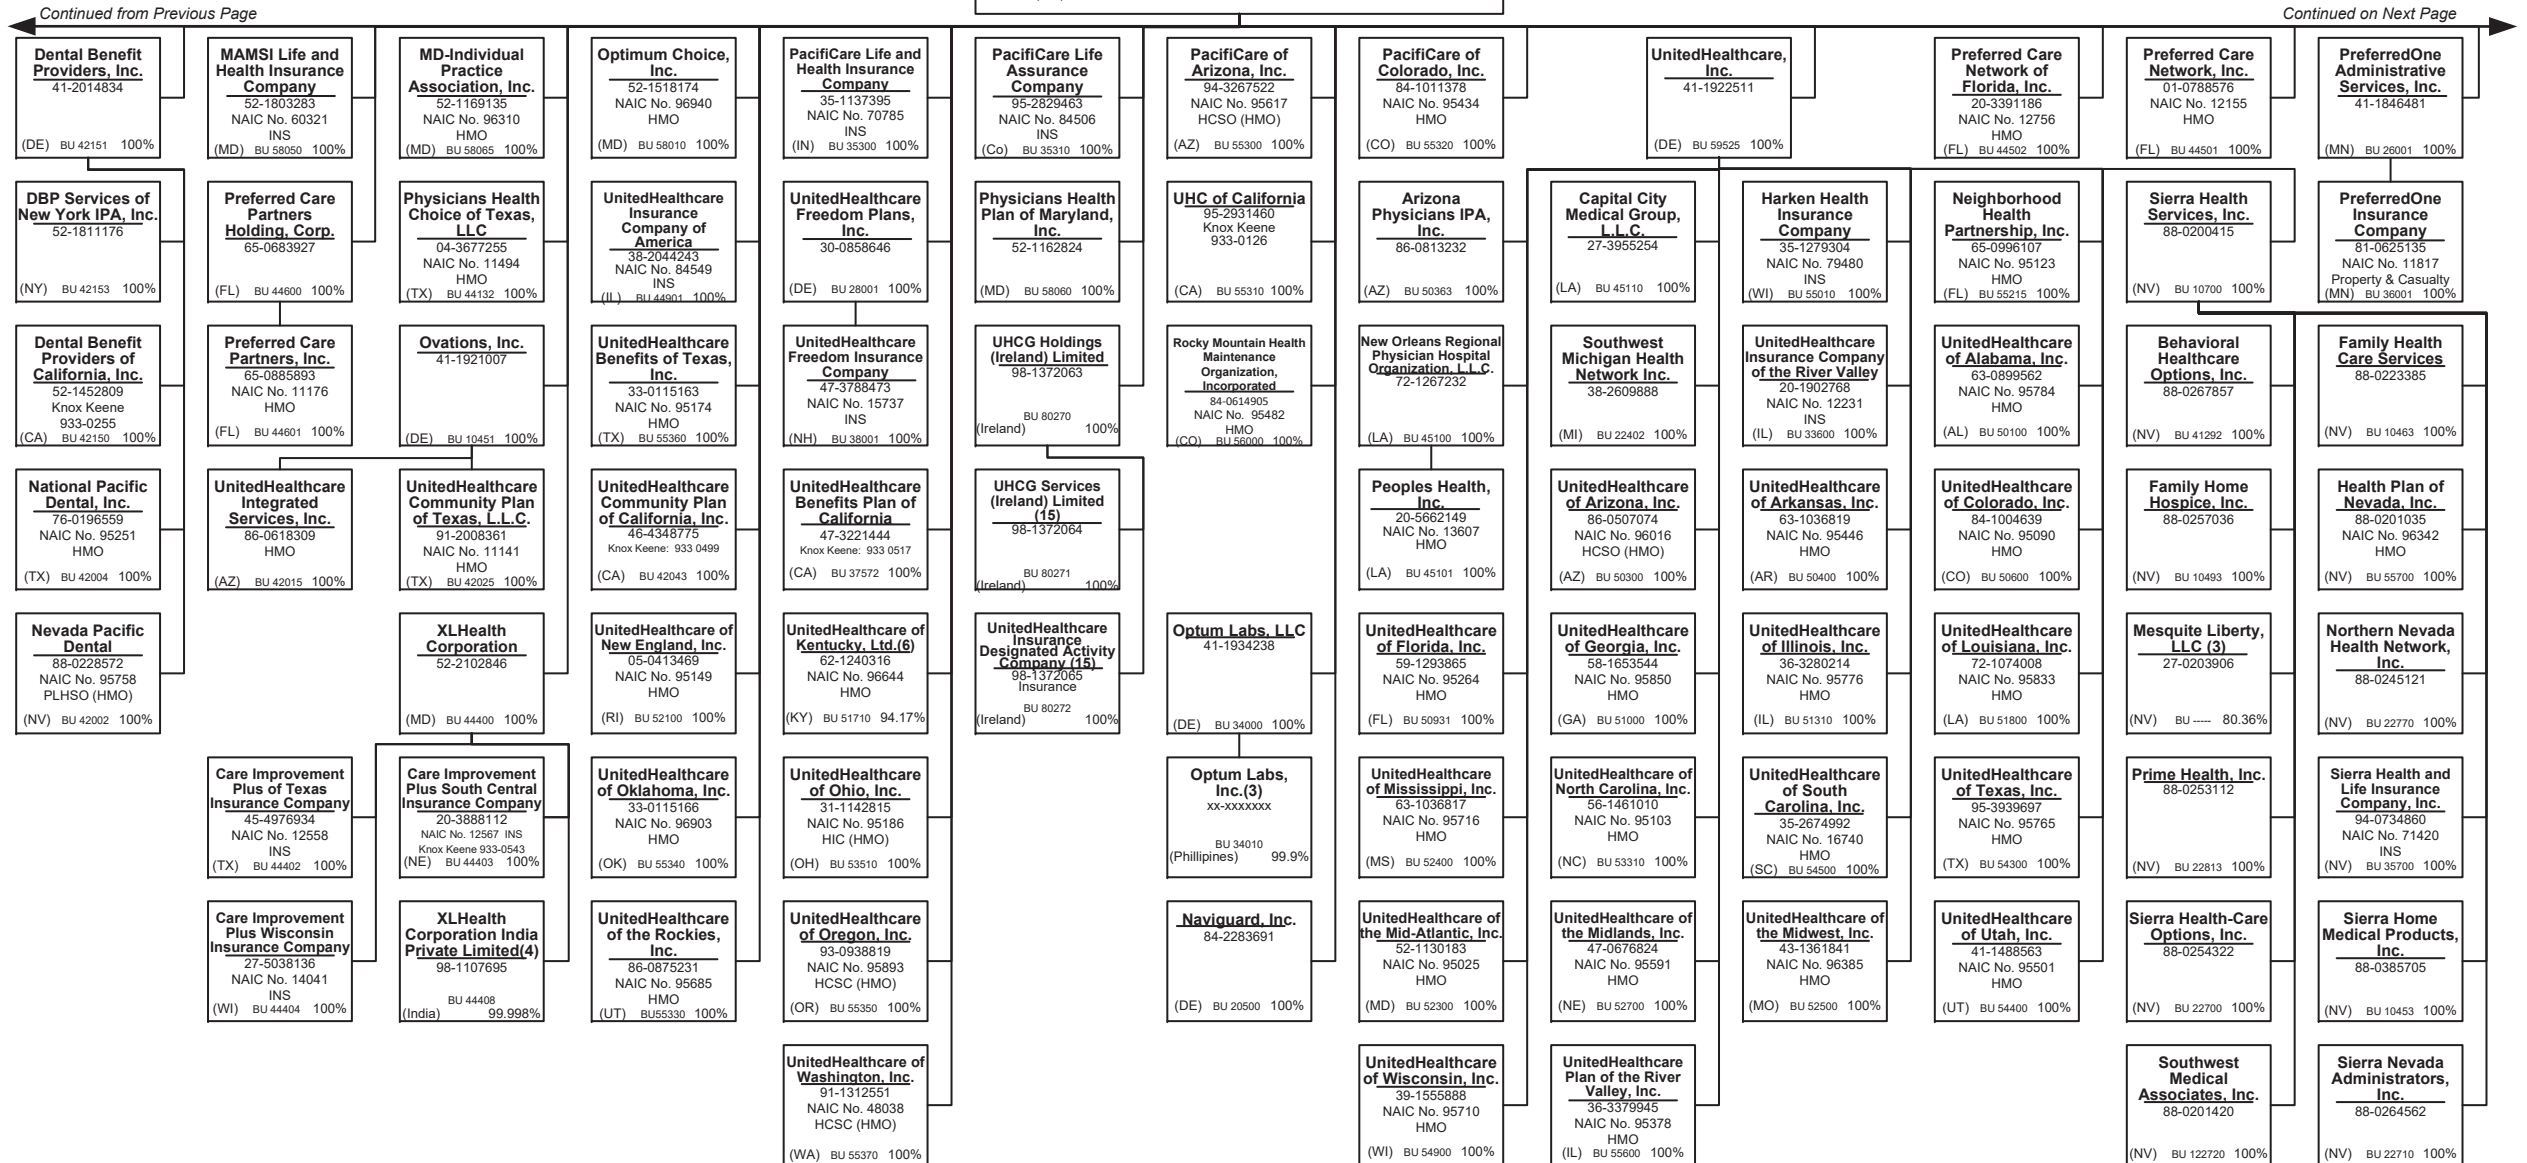 Continued from Previous Page
Continued on Next Page
Dental Benefit
Providers, Inc.
41-2014834
(DE) BU 42151 100%
MAMSI Life and
Health Insurance
Company
52-1803283
NAIC No. 60321
INS
(MD) BU 58050 100%
MD-Individual
Practice
Association, Inc.
52-1169135
NAIC No. 96310
HMO
(MD) BU 58065 100%
Optimum Choice,
Inc.
52-1518174
NAIC No. 96940
HMO
(MD) BU 58010 100%
PacifiCare Life and
Health Insurance
Company
35-1137395
NAIC No. 70785
INS
(IN) BU 35300 100%
PacifiCare Life
Assurance
Company
95-2829463
NAIC No. 84506
INS
(Co) BU 35310 100%
PacifiCare of
Arizona, Inc.
94-3267522
NAIC No. 95617
HCSO (HMO)
(AZ) BU 55300 100%
PacifiCare of
Colorado, Inc.
84-1011378
NAIC No. 95434
HMO
(CO) BU 55320 100%
UnitedHealthcare,
Inc.
41-1922511
(DE) BU 59525 100%
Preferred Care
Network of
Florida, Inc.
20-3391186
NAIC No. 12756
HMO
(FL) BU 44502 100%
Preferred Care
Network, Inc.
01-0788576
NAIC No. 12155
HMO
(FL) BU 44501 100%
PreferredOne
Administrative
Services, Inc.
41-1846481
(MN) BU 26001 100%
DBP Services of
New York IPA, Inc.
52-1811176
(NY) BU 42153 100%
Preferred Care
Partners
Holding, Corp.
65-0683927
(FL) BU 44600 100%
Physicians Health
Choice of Texas,
LLC
04-3677255
NAIC No. 11494
HMO
(TX) BU 44132 100%
UnitedHealthcare
Insurance
Company of
America
38-2044243
NAIC No. 84549
INS
(IL) BU 44901 100%
UnitedHealthcare
Freedom Plans,
Inc.
30-0858646
(DE) BU 28001 100%
Physicians Health
Plan of Maryland,
Inc.
52-1162824
(MD) BU 58060 100%
UHC of California
95-2931460
Knox Keene
933-0126
(CA) BU 55310 100%
Arizona
Physicians IPA,
Inc.
86-0813232
(AZ) BU 50363 100%
Capital City
Medical Group,
L.L.C.
27-3955254
(LA) BU 45110 100%
Harken Health
Insurance
Company
35-1279304
NAIC No. 79480
INS
(WI) BU 55010 100%
Neighborhood
Health
Partnership, Inc.
65-0996107
NAIC No. 95123
HMO
(FL) BU 55215 100%
Sierra Health
Services, Inc.
88-0200415
(NV) BU 10700 100%
PreferredOne
Insurance
Company
81-0625135
NAIC No. 11817
Property & Casualty
(MN) BU 36001 100%
Dental Benefit
Providers of
California, Inc.
52-1452809
Knox Keene
933-0255
(CA) BU 42150 100%
Preferred Care
Partners, Inc.
65-0885893
NAIC No. 11176
HMO
(FL) BU 44601 100%
Ovations, Inc.
41-1921007
(DE) BU 10451 100%
UnitedHealthcare
Benefits of Texas,
Inc.
33-0115163
NAIC No. 95174
HMO
(TX) BU 55360 100%
UnitedHealthcare
Freedom Insurance
Company
47-3788473
NAIC No. 15737
INS
(NH) BU 38001 100%
UHCG Holdings
(Ireland) Limited
98-1372063
BU 80270
(Ireland) 100%
Rocky Mountain Health
Maintenance
Organization,
Incorporated
84-0614905
NAIC No. 95482
HMO
(CO) BU 56000 100%
New Orleans Regional
Physician Hospital
Organization, L.L.C.
72-1267232
(LA) BU 45100 100%
Southwest
Michigan Health
Network Inc.
38-2609888
(MI) BU 22402 100%
UnitedHealthcare
Insurance Company
of the River Valley
20-1902768
NAIC No. 12231
INS
(IL) BU 33600 100%
UnitedHealthcare
of Alabama, Inc.
63-0899562
NAIC No. 95784
HMO
(AL) BU 50100 100%
Behavioral
Healthcare
Options, Inc.
88-0267857
(NV) BU 41292 100%
Family Health
Care Services
88-0223385
(NV) BU 10463 100%
National Pacific
Dental, Inc.
76-0196559
NAIC No. 95251
HMO
(TX) BU 42004 100%
UnitedHealthcare
Integrated
Services, Inc.
86-0618309
HMO
(AZ) BU 42015 100%
UnitedHealthcare
Community Plan
of Texas, L.L.C.
91-2008361
NAIC No. 11141
HMO
(TX) BU 42025 100%
UnitedHealthcare
Community Plan
of California, Inc.
46-4348775
Knox Keene: 933 0499
(CA) BU 42043 100%
UnitedHealthcare
Benefits Plan of
California
47-3221444
Knox Keene: 933 0517
(CA) BU 37572 100%
UHCG Services
(Ireland) Limited
(15)
98-1372064
BU 80271
(Ireland) 100%
Peoples Health,
Inc.
20-5662149
NAIC No. 13607
HMO
(LA) BU 45101 100%
UnitedHealthcare
of Arizona, Inc.
86-0507074
NAIC No. 96016
HCSO (HMO)
(AZ) BU 50300 100%
UnitedHealthcare
of Arkansas, Inc.
63-1036819
NAIC No. 95446
HMO
(AR) BU 50400 100%
UnitedHealthcare
of Colorado, Inc.
84-1004639
NAIC No. 95090
HMO
(CO) BU 50600 100%
Family Home
Hospice, Inc.
88-0257036
(NV) BU 10493 100%
Health Plan of
Nevada, Inc.
88-0201035
NAIC No. 96342
HMO
(NV) BU 55700 100%
Nevada Pacific
Dental
88-0228572
NAIC No. 95758
PLHSO (HMO)
(NV) BU 42002 100%
XLHealth
Corporation
52-2102846
(MD) BU 44400 100%
UnitedHealthcare of
New England, Inc.
05-0413469
NAIC No. 95149
HMO
(RI) BU 52100 100%
UnitedHealthcare of
Kentucky, Ltd.(6)
62-1240316
NAIC No. 96644
HMO
(KY) BU 51710 94.17%
UnitedHealthcare
Insurance
Designated Activity
Company (15)
98-1372065
Insurance
BU 80272
(Ireland) 100%
Optum Labs, LLC
41-1934238
(DE) BU 34000 100%
UnitedHealthcare
of Florida, Inc.
59-1293865
NAIC No. 95264
HMO
(FL) BU 50931 100%
UnitedHealthcare
of Georgia, Inc.
58-1653544
NAIC No. 95850
HMO
(GA) BU 51000 100%
UnitedHealthcare
of Illinois, Inc.
36-3280214
NAIC No. 95776
HMO
(IL) BU 51310 100%
UnitedHealthcare
of Louisiana, Inc.
72-1074008
NAIC No. 95833
HMO
(LA) BU 51800 100%
Mesquite Liberty,
LLC (3)
27-0203906
(NV) BU ----- 80.36%
Northern Nevada
Health Network,
Inc.
88-0245121
(NV) BU 22770 100%
Care Improvement
Plus of Texas
Insurance Company
45-4976934
NAIC No. 12558
INS
(TX) BU 44402 100%
Care Improvement
Plus South Central
Insurance Company
20-3888112
NAIC No. 12567 INS
Knox Keene 933-0543
(NE) BU 44403 100%
UnitedHealthcare
of Oklahoma, Inc.
33-0115166
NAIC No. 96903
HMO
(OK) BU 55340 100%
UnitedHealthcare
of Ohio, Inc.
31-1142815
NAIC No. 95186
HIC (HMO)
(OH) BU 53510 100%
Optum Labs,
Inc.(3)
xx-xxxxxxx
BU 34010
(Phillipines) 99.9%
UnitedHealthcare
of Mississippi, Inc.
63-1036817
NAIC No. 95716
HMO
(MS) BU 52400 100%
UnitedHealthcare of
North Carolina, Inc.
56-1461010
NAIC No. 95103
HMO
(NC) BU 53310 100%
UnitedHealthcare
of South
Carolina, Inc.
35-2674992
NAIC No. 16740
HMO
(SC) BU 54500 100%
UnitedHealthcare
of Texas, Inc.
95-3939697
NAIC No. 95765
HMO
(TX) BU 54300 100%
Prime Health, Inc.
88-0253112
(NV) BU 22813 100%
Sierra Health and
Life Insurance
Company, Inc.
94-0734860
NAIC No. 71420
INS
(NV) BU 35700 100%
Care Improvement
Plus Wisconsin
Insurance Company
27-5038136
NAIC No. 14041
INS
(WI) BU 44404 100%
XLHealth
Corporation India
Private Limited(4)
98-1107695
BU 44408
(India) 99.998%
UnitedHealthcare
of the Rockies,
Inc.
86-0875231
NAIC No. 95685
HMO
(UT) BU55330 100%
UnitedHealthcare
of Oregon, Inc.
93-0938819
NAIC No. 95893
HCSC (HMO)
(OR) BU 55350 100%
Naviguard, Inc.
84-2283691
(DE) BU 20500 100%
UnitedHealthcare of
the Mid-Atlantic, Inc.
52-1130183
NAIC No. 95025
HMO
(MD) BU 52300 100%
UnitedHealthcare of
the Midlands, Inc.
47-0676824
NAIC No. 95591
HMO
(NE) BU 52700 100%
UnitedHealthcare of
the Midwest, Inc.
43-1361841
NAIC No. 96385
HMO
(MO) BU 52500 100%
UnitedHealthcare
of Utah, Inc.
41-1488563
NAIC No. 95501
HMO
(UT) BU 54400 100%
Sierra Health-Care
Options, Inc.
88-0254322
(NV) BU 22700 100%
Sierra Home
Medical Products,
Inc.
88-0385705
(NV) BU 10453 100%
UnitedHealthcare of
Washington, Inc.
91-1312551
NAIC No. 48038
HCSC (HMO)
(WA) BU 55370 100%
UnitedHealthcare
of Wisconsin, Inc.
39-1555888
NAIC No. 95710
HMO
(WI) BU 54900 100%
UnitedHealthcare
Plan of the River
Valley, Inc.
36-3379945
NAIC No. 95378
HMO
(IL) BU 55600 100%
Southwest
Medical
Associates, Inc.
88-0201420
(NV) BU 122720 100%
Sierra Nevada
Administrators,
Inc.
88-0264562
(NV) BU 22710 100%